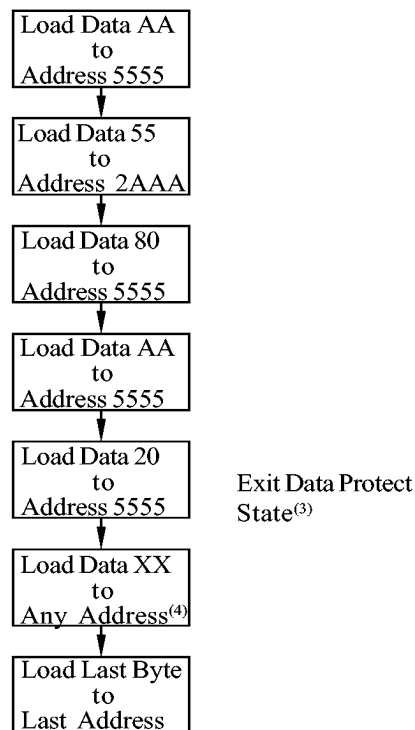 Load Data AA
to
Address 5555
Load Data 55
to
Address 2AAA
Load Data 80
to
Address 5555
Load Data AA
to
Address 5555
Load Data 20
to
Address 5555
Exit Data Protect
State(3)
Load Data XX
to
Any Address(4)
Load Last Byte
to
Last Address